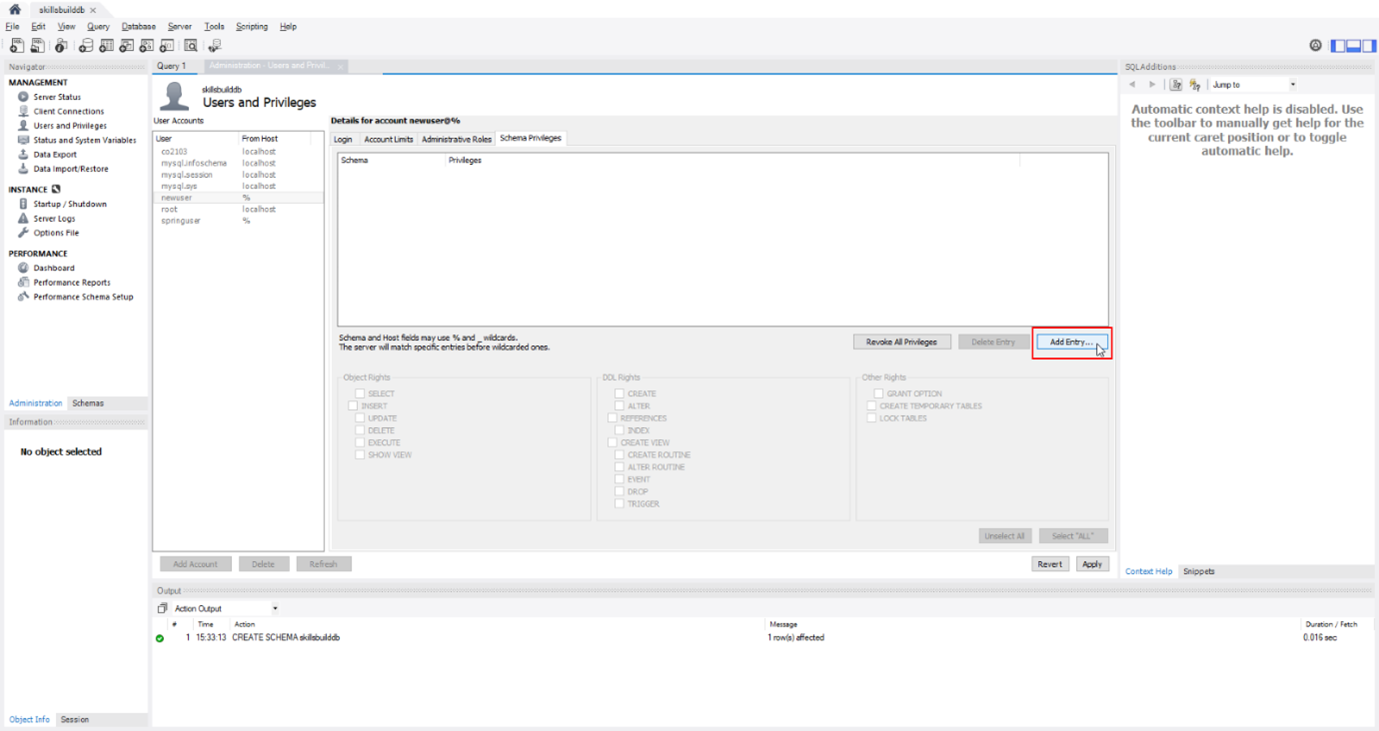 skillsbuilddb ×
File Edit View Query Database Server Tools Scripting Help
Navigator
MANAGEMENT
Server Status
Client Connections
Users and Privileges
Status and System Variables
Data Export
Data Import/Restore
INSTANCE
Startup / Shutdown
Server Logs
Options File
PERFORMANCE
Dashboard
Performance Reports
Performance Schema Setup
Administration Schemas
Information
No object selected
Object Info Session
Query 1 Administration - Users and Privil... ×
skillsbuilddb
Users and Privileges
User Accounts
User From Host
co2103 localhost
mysql.infoschema localhost
mysql.session localhost
mysql.sys localhost
newuser %
root localhost
springuser %
Details for account newuser@%
Login Account Limits Administrative Roles Schema Privileges
Schema Privileges
Schema and Host fields may use % and _ wildcards.
The server will match specific entries before wildcarded ones.
Revoke All Privileges Delete Entry Add Entry...
Object Rights
SELECT
INSERT
UPDATE
DELETE
EXECUTE
SHOW VIEW
DDL Rights
CREATE
ALTER
REFERENCES
INDEX
CREATE VIEW
CREATE ROUTINE
ALTER ROUTINE
EVENT
DROP
TRIGGER
Other Rights
GRANT OPTION
CREATE TEMPORARY TABLES
LOCK TABLES
Unselect All Select "ALL"
Add Account Delete Refresh Revert Apply
SQLAdditions
Jump to
Automatic context help is disabled. Use
the toolbar to manually get help for the
current caret position or to toggle
automatic help.
Context Help Snippets
Output
Action Output
# Time Action Message Duration / Fetch
1 15:33:13 CREATE SCHEMA skillsbuilddb 1 row(s) affected 0.016 sec